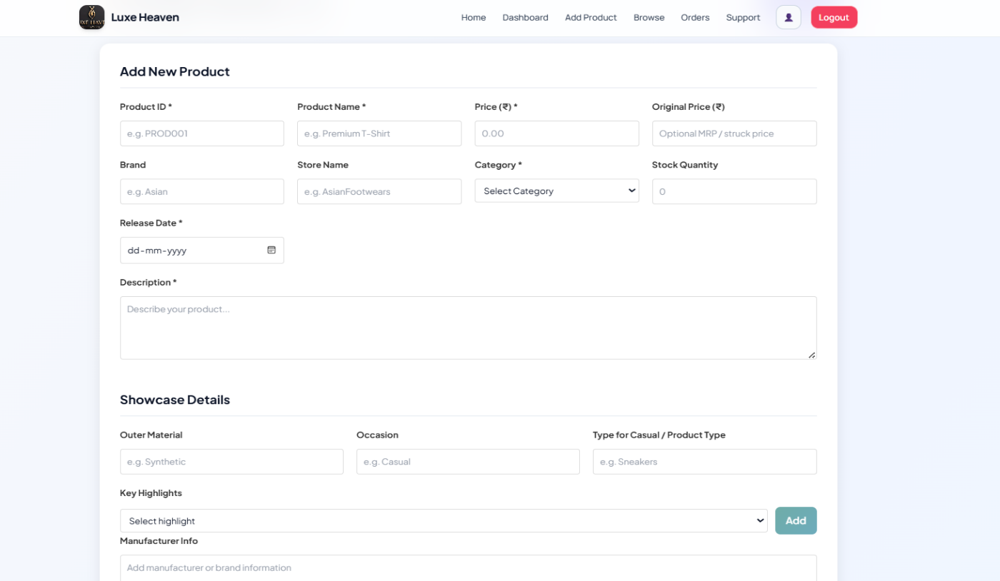 Luxe Heaven Home Dashboard Add Product Browse Orders Support Logout
Add New Product
Product ID * Product Name * Price (₹) * Original Price (₹)
e.g. PROD001 e.g. Premium T-Shirt 0.00 Optional MRP / struck price
Brand Store Name Category * Stock Quantity
e.g. Asian e.g. AsianFootwears Select Category 0
Release Date *
dd-mm-yyyy
Description *
Describe your product...
Showcase Details
Outer Material Occasion Type for Casual / Product Type
e.g. Synthetic e.g. Casual e.g. Sneakers
Key Highlights
Select highlight Add
Manufacturer Info
Add manufacturer or brand information